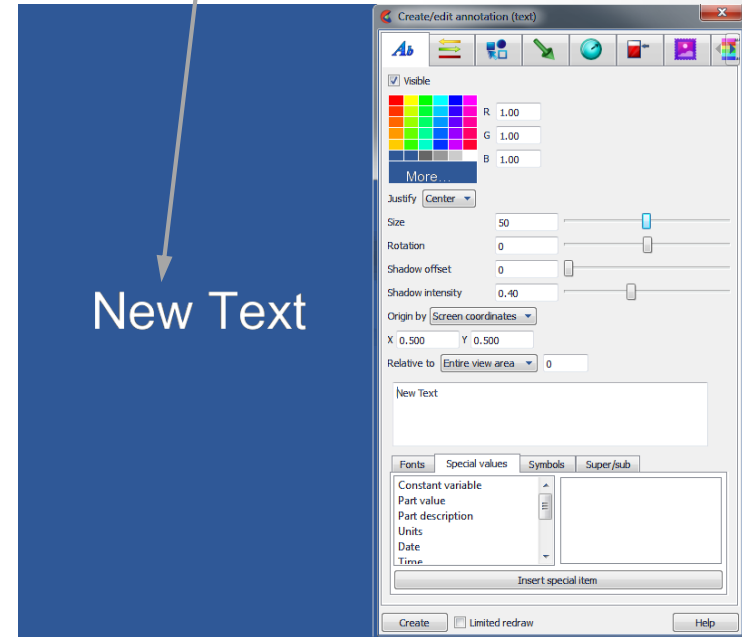 Create/edit annotation (text)
Ab
Visible
R 1.00
G 1.00
B 1.00
More...
Justify Center
Size 50
Rotation 0
Shadow offset 0
Shadow intensity 0.40
Origin by Screen coordinates
X 0.500 Y 0.500
Relative to Entire view area 0
New Text
New Text
Fonts Special values Symbols Super/sub
Constant variable
Part value
Part description
Units
Date
Time
Insert special item
Create Limited redraw Help